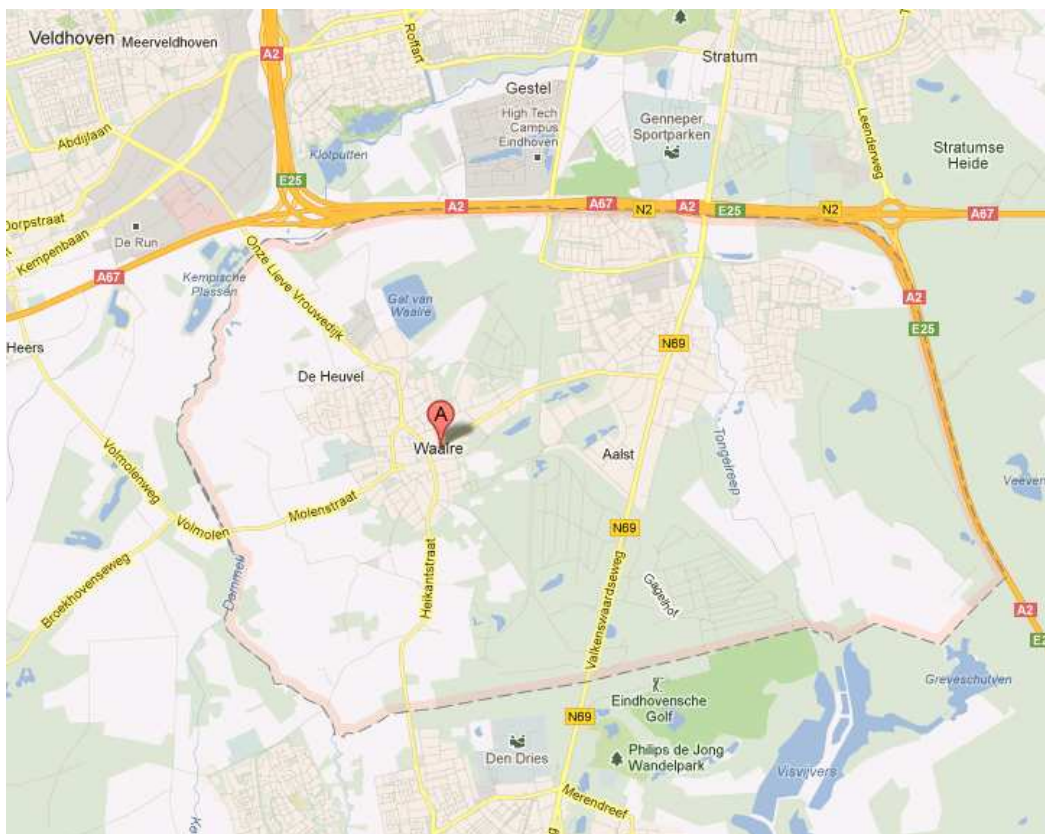 Veldhoven
Meerveldhoven
A2
Roffart
Stratum
Gestel
High Tech
Campus
Eindhoven
Genneper
Sportparken
Leenderweg
Stratumse
Heide
Abdijlaan
Klotputten
E25
Dorpstraat
Kempenbaan
De Run
A67
A2
A67
N2
A2
E25
N2
A67
Onze Lieve Vrouwedijk
Kempische
Plassen
Gat van
Waalre
A2
E25
Heers
N69
De Heuvel
A
Waalre
Aalst
Tongelreep
Volmolenweg
Volmolen
Molenstraat
N69
Broekhovenseweg
Dommel
Heikantstraat
Valkenswaardseweg
Gagelhof
A2
Greveschutven
Eindhovensche
Golf
N69
Den Dries
Philips de Jong
Wandelpark
Visvijvers
Merendreef